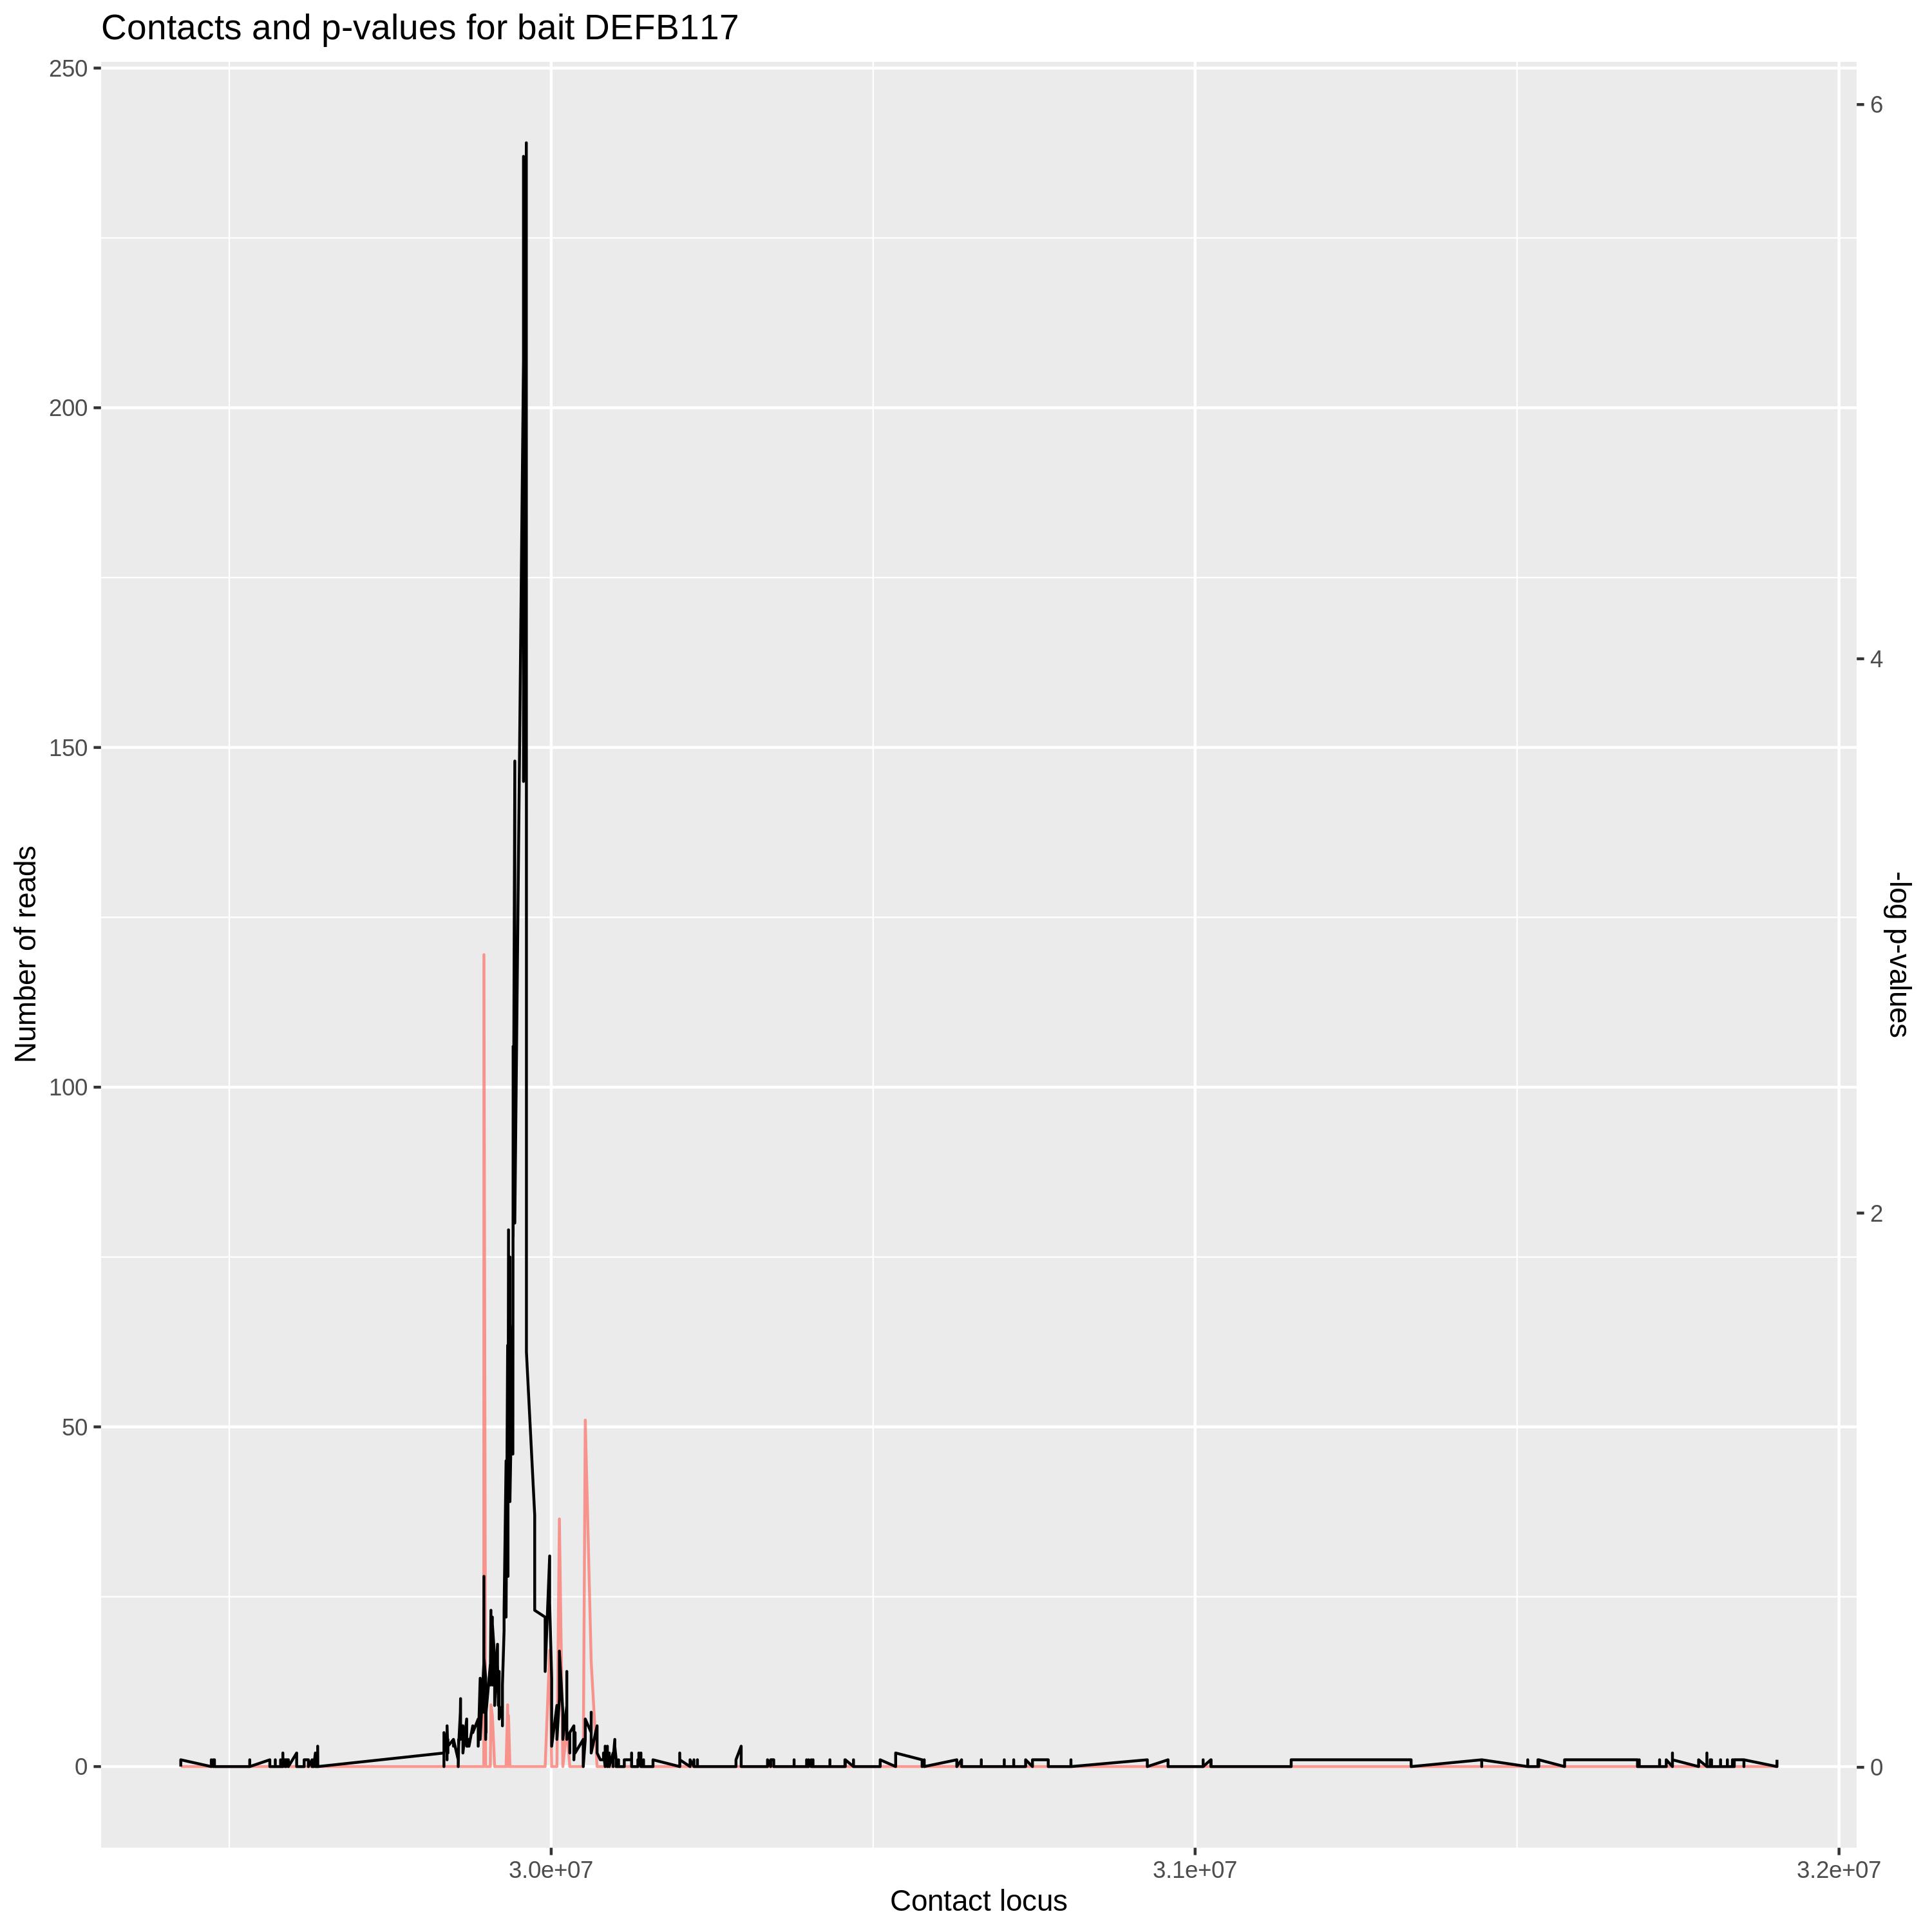 Contacts and p-values for bait DEFB117
250
200
150
100
50
0
Number of reads
6
4
2
0
-log p-values
3.0e+07
3.1e+07
3.2e+07
Contact locus